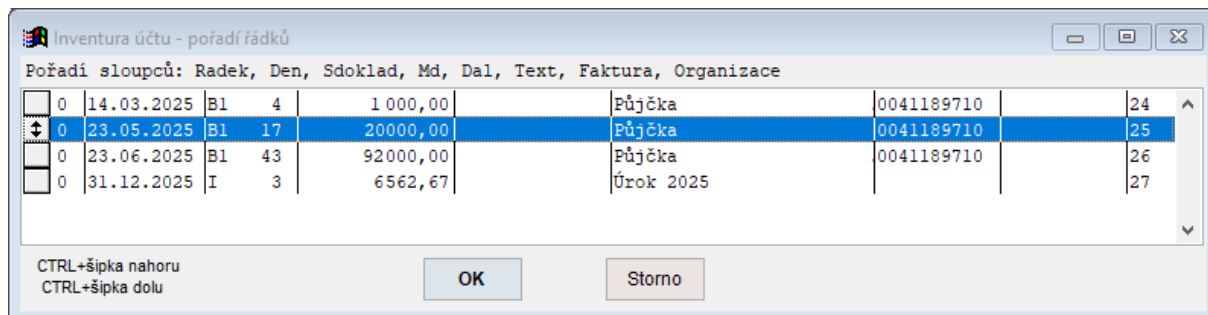 Inventura účtu - pořadí řádků
Pořadí sloupců: Radek, Den, Sdoklad, Md, Dal, Text, Faktura, Organizace
0 14.03.2025 B1 4 1 000,00 Půjčka 0041189710 24
0 23.05.2025 B1 17 20000,00 Půjčka 0041189710 25
0 23.06.2025 B1 43 92000,00 Půjčka 0041189710 26
0 31.12.2025 I 3 6562,67 Úrok 2025 27
CTRL+šipka nahoru
CTRL+šipka dolu
OK Storno